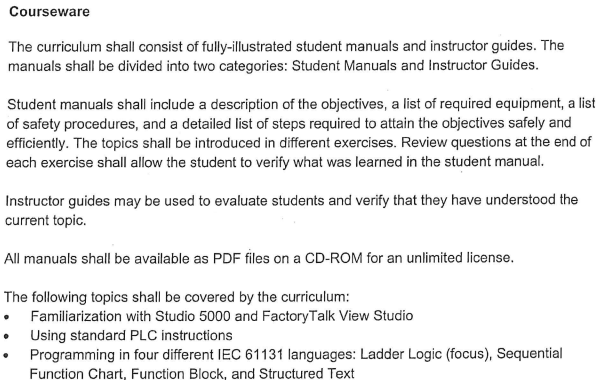 Courseware
The curriculum shall consist of fully-illustrated student manuals and instructor guides. The
manuals shall be divided into two categories: Student Manuals and Instructor Guides.
Student manuals shall include a description of the objectives, a list of required equipment, a list
of safety procedures, and a detailed list of steps required to attain the objectives safely and
efficiently. The topics shall be introduced in different exercises. Review questions at the end of
each exercise shall allow the student to verify what was learned in the student manual.
Instructor guides may be used to evaluate students and verify that they have understood the
current topic.
All manuals shall be available as PDF files on a CD-ROM for an unlimited license.
The following topics shall be covered by the curriculum:
• Familiarization with Studio 5000 and FactoryTalk View Studio
• Using standard PLC instructions
• Programming in four different IEC 61131 languages: Ladder Logic (focus), Sequential
Function Chart, Function Block, and Structured Text